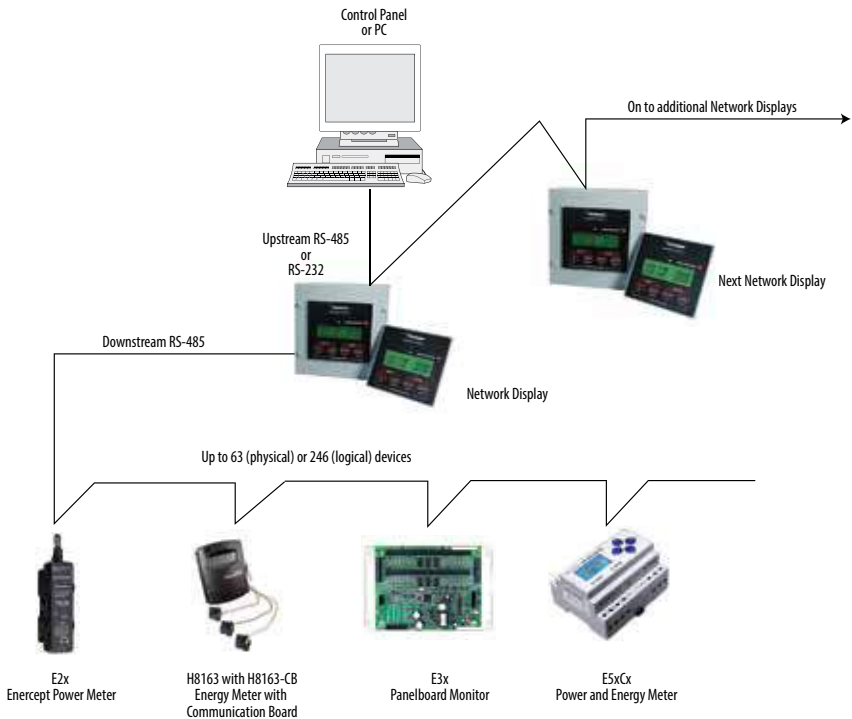 Control Panel
or PC
On to additional Network Displays
Upstream RS-485
or
RS-232
Next Network Display
Downstream RS-485
Network Display
Up to 63 (physical) or 246 (logical) devices
E2x
Enercept Power Meter
H8163 with H8163-CB
Energy Meter with
Communication Board
E3x
Panelboard Monitor
E5xCx
Power and Energy Meter